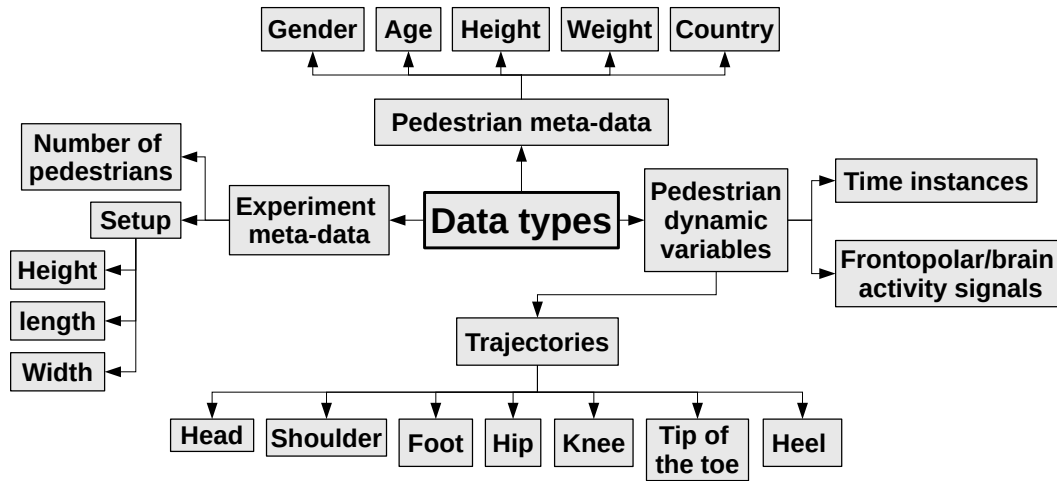 Gender
Age
Height
Weight
Country
Pedestrian meta-data
Number of
pedestrians
Setup
Height
length
Width
Experiment
meta-data
Data types
Pedestrian
dynamic
variables
Time instances
Frontopolar/brain
activity signals
Trajectories
Head
Shoulder
Foot
Hip
Knee
Tip of
the toe
Heel